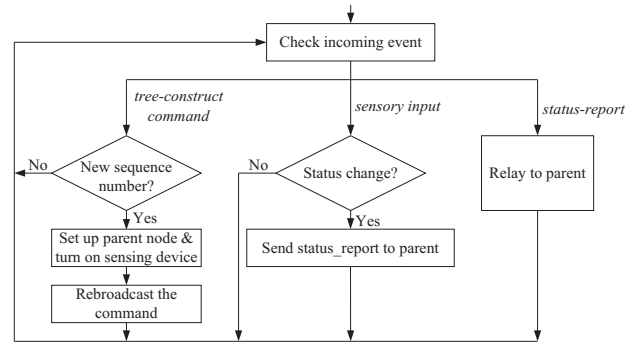 Check incoming event
tree-construct
command
sensory input
status-report
No
New sequence
number?
No
Status change?
Relay to parent
Yes
Yes
Set up parent node &
turn on sensing device
Send status_report to parent
Rebroadcast the
command